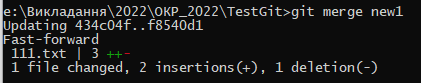 e:\Викладання\2022\ОКР_2022\TestGit>git merge new1
Updating 434c04f..f8540d1
Fast-forward
 111.txt | 3 ++-
 1 file changed, 2 insertions(+), 1 deletion(-)